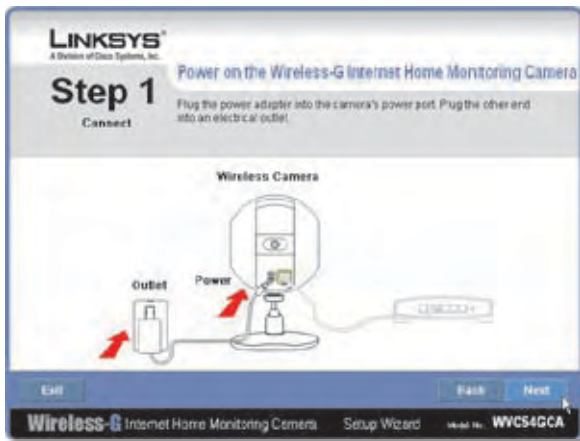 LINKSYS®
A Division of Cisco Systems, Inc.
Step 1
Connect
Power on the Wireless-G Internet Home Monitoring Camera
Plug the power adapter into the camera's power port. Plug the other end
into an electrical outlet.
Wireless Camera
Outlet
Power
Exit
Back
Next
Wireless-G Internet Home Monitoring Camera
Setup Wizard
Model No. WVC54GCA